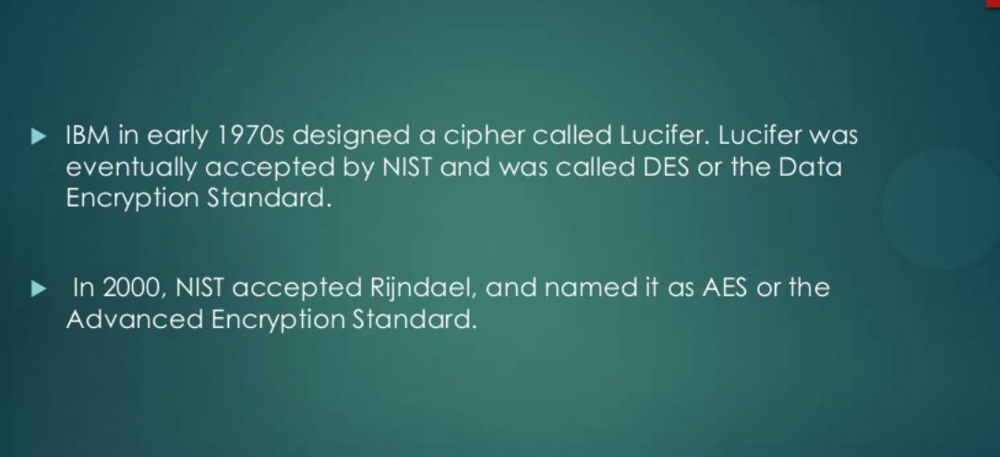 IBM in early 1970s designed a cipher called Lucifer. Lucifer was
eventually accepted by NIST and was called DES or the Data
Encryption Standard.
In 2000, NIST accepted Rijndael, and named it as AES or the
Advanced Encryption Standard.